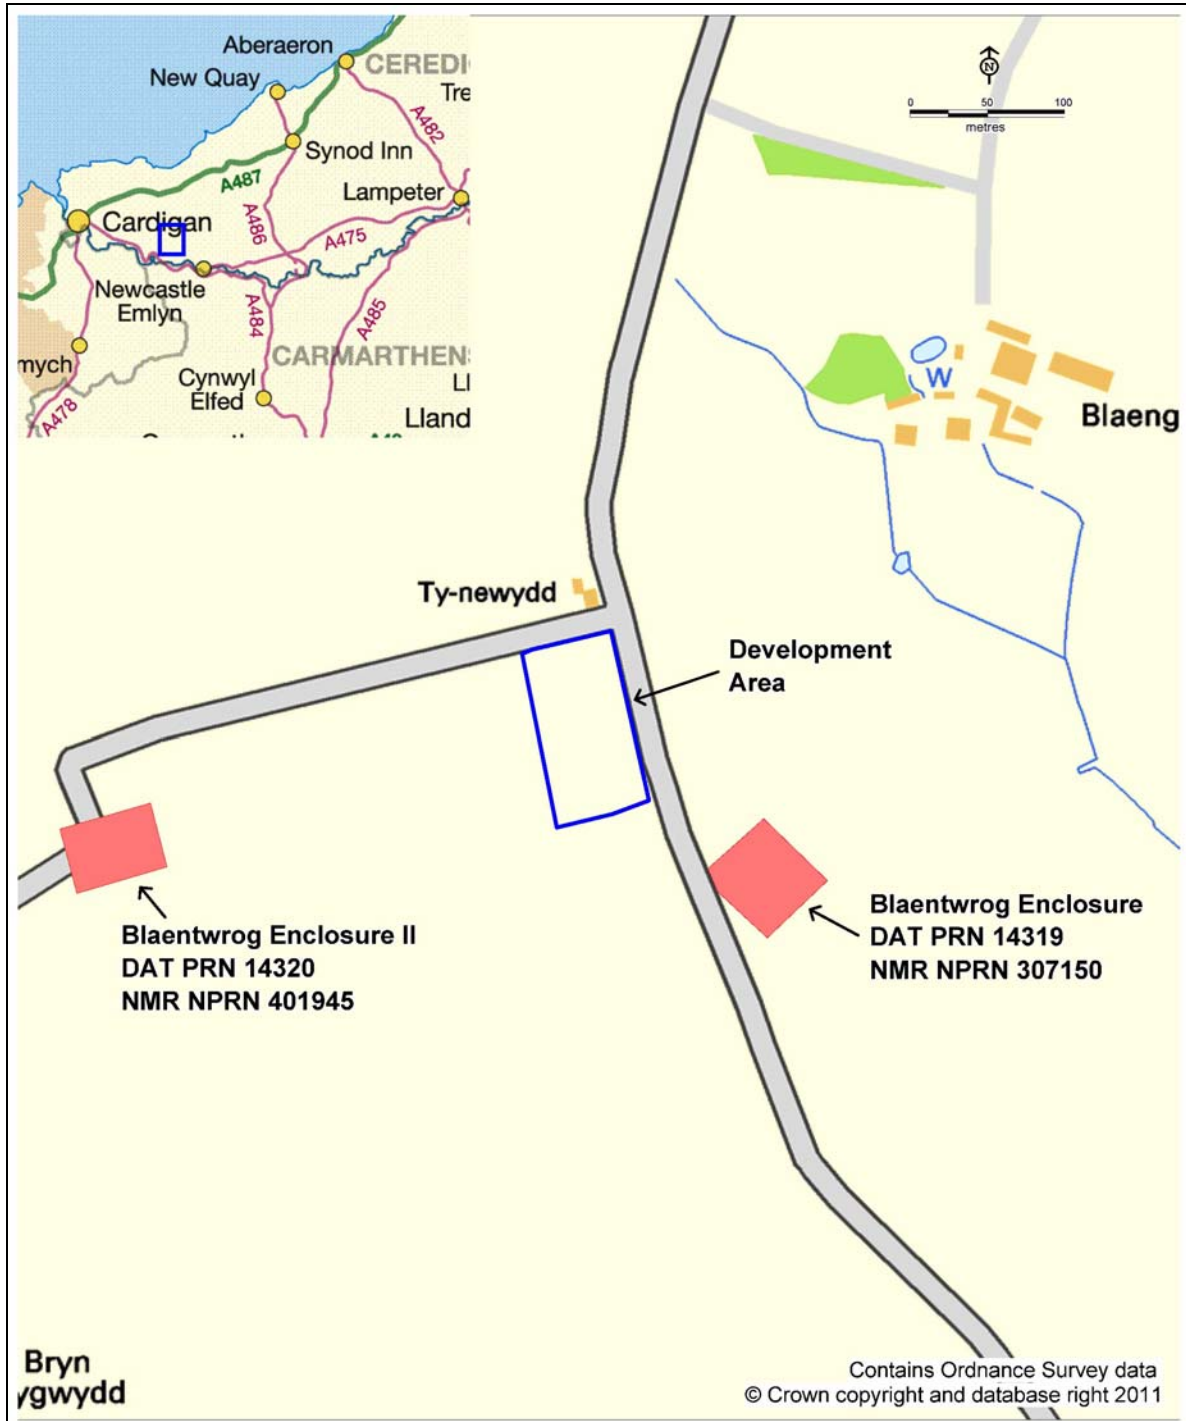 Aberaeron
New Quay
CEREDI
Tre
A482
Synod Inn
A487
Lampeter
Cardigan
A486
A475
Newcastle
Emlyn
A484
A485
CARMARTHENS
mych
Cynwyl
Elfed
Ll
Lland
A478
N
0 50 100
metres
W
Blaeng
Ty-newydd
Development
Area
Blaentwrog Enclosure
DAT PRN 14319
NMR NPRN 307150
Blaentwrog Enclosure II
DAT PRN 14320
NMR NPRN 401945
Bryn
ygwydd
Contains Ordnance Survey data
© Crown copyright and database right 2011